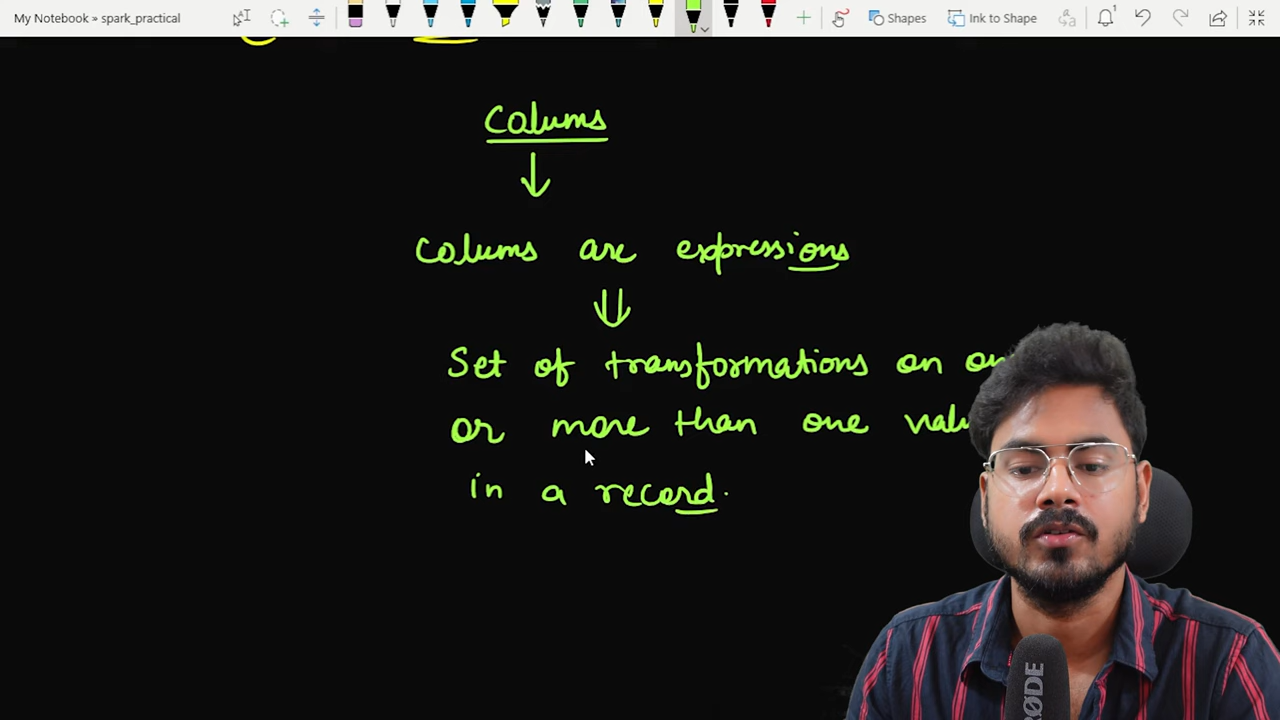 My Notebook » spark_practical
Shapes
Ink to Shape
Colums
Colums are expressions
Set of transformations on
or more than one
in a record.
RØDE